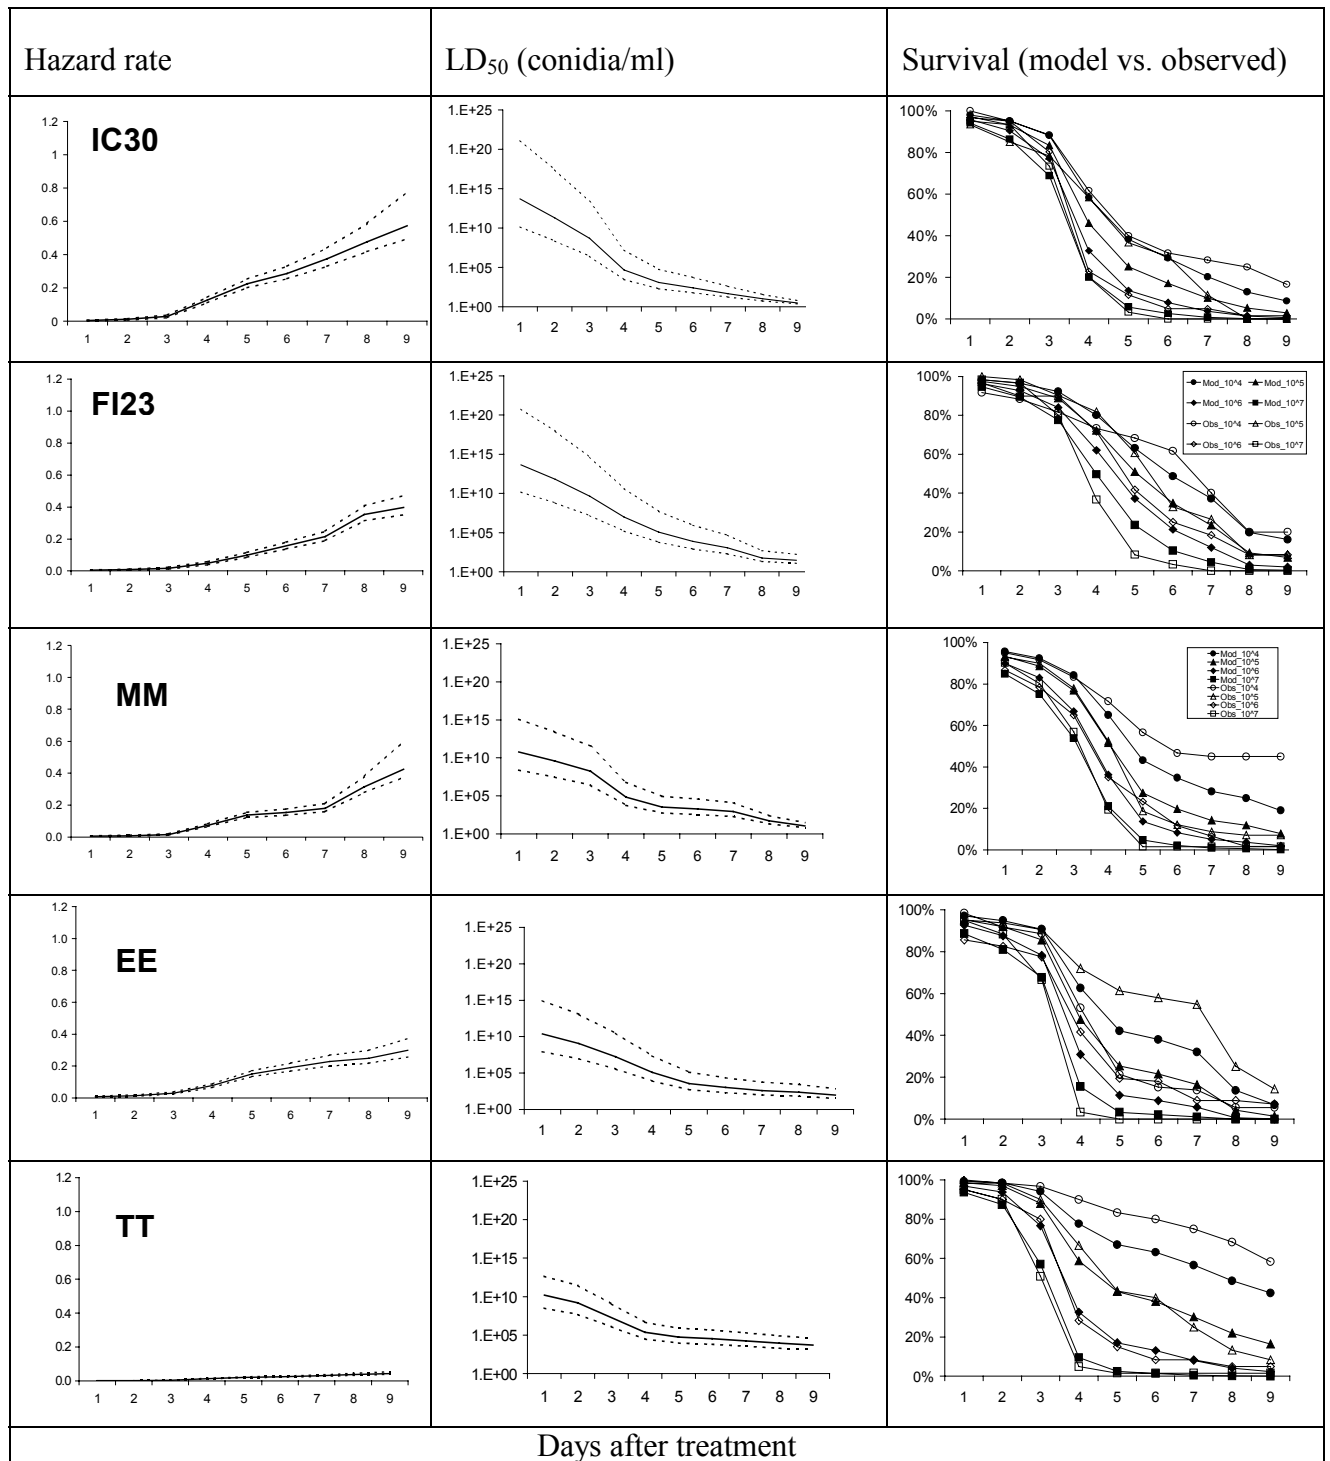 Hazard rate
LD50 (conidia/ml)
Survival (model vs. observed)
IC30
1.2
1
0.8
0.6
0.4
0.2
0
1 2 3 4 5 6 7 8 9
1.E+25
1.E+20
1.E+15
1.E+10
1.E+05
1.E+00
1 2 3 4 5 6 7 8 9
100%
80%
60%
40%
20%
0%
1 2 3 4 5 6 7 8 9
FI23
1.2
1.0
0.8
0.6
0.4
0.2
0.0
1 2 3 4 5 6 7 8 9
1.E+25
1.E+20
1.E+15
1.E+10
1.E+05
1.E+00
1 2 3 4 5 6 7 8 9
100%
80%
60%
40%
20%
0%
1 2 3 4 5 6 7 8 9
Mod_10^4 Mod_10^5
Mod_10^6 Mod_10^7
Obs_10^4 Obs_10^5
Obs_10^6 Obs_10^7
MM
1.2
1.0
0.8
0.6
0.4
0.2
0.0
1 2 3 4 5 6 7 8 9
1.E+25
1.E+20
1.E+15
1.E+10
1.E+05
1.E+00
1 2 3 4 5 6 7 8 9
100%
80%
60%
40%
20%
0%
1 2 3 4 5 6 7 8 9
Mod_10^4
Mod_10^5
Mod_10^6
Mod_10^7
Obs_10^4
Obs_10^5
Obs_10^6
Obs_10^7
EE
1.2
1.0
0.8
0.6
0.4
0.2
0.0
1 2 3 4 5 6 7 8 9
1.E+25
1.E+20
1.E+15
1.E+10
1.E+05
1.E+00
1 2 3 4 5 6 7 8 9
100%
80%
60%
40%
20%
0%
1 2 3 4 5 6 7 8 9
TT
1.2
1.0
0.8
0.6
0.4
0.2
0.0
1 2 3 4 5 6 7 8 9
1.E+25
1.E+20
1.E+15
1.E+10
1.E+05
1.E+00
1 2 3 4 5 6 7 8 9
100%
80%
60%
40%
20%
0%
1 2 3 4 5 6 7 8 9
Days after treatment